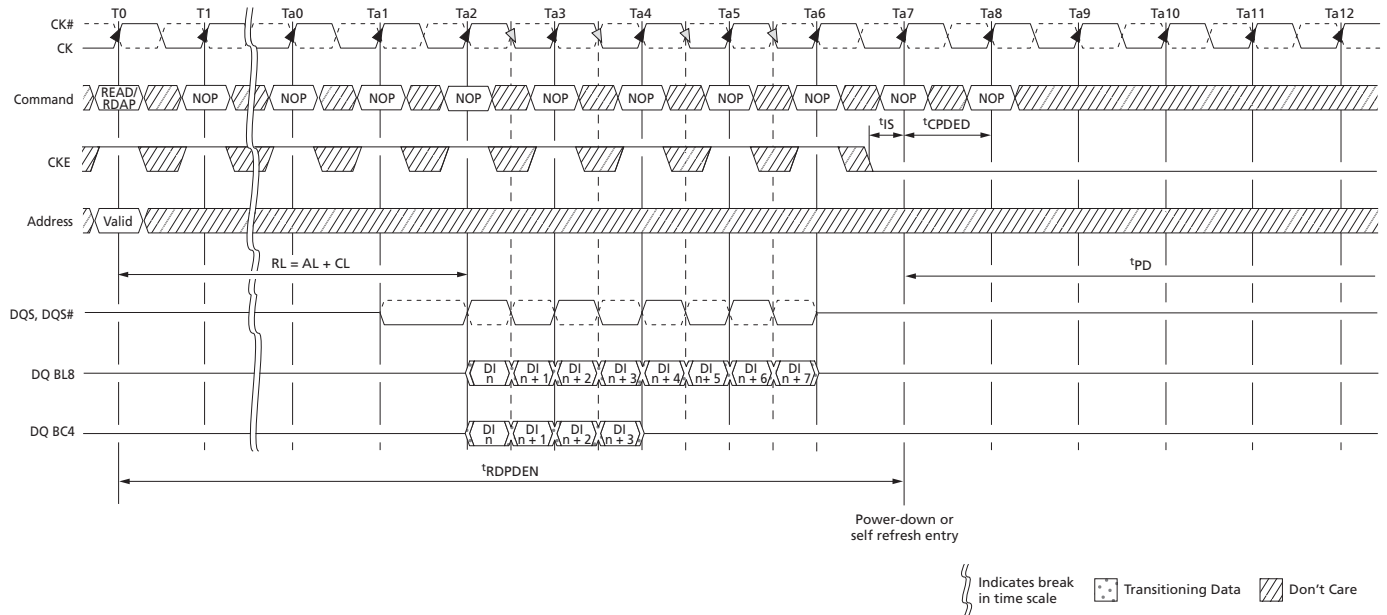 T0 T1 Ta0 Ta1 Ta2 Ta3 Ta4 Ta5 Ta6 Ta7 Ta8 Ta9 Ta10 Ta11 Ta12
CK#
CK
Command READ/ RDAP NOP NOP NOP NOP NOP NOP NOP NOP NOP NOP
tIS tCPDED
CKE
Address Valid
RL = AL + CL tPD
DQS, DQS#
DQ BL8 DI n DI n + 1 DI n + 2 DI n + 3 DI n + 4 DI n + 5 DI n + 6 DI n + 7
DQ BC4 DI n DI n + 1 DI n + 2 DI n + 3
tRDPDEN
Power-down or
self refresh entry
Indicates break
in time scale
Transitioning Data
Don't Care